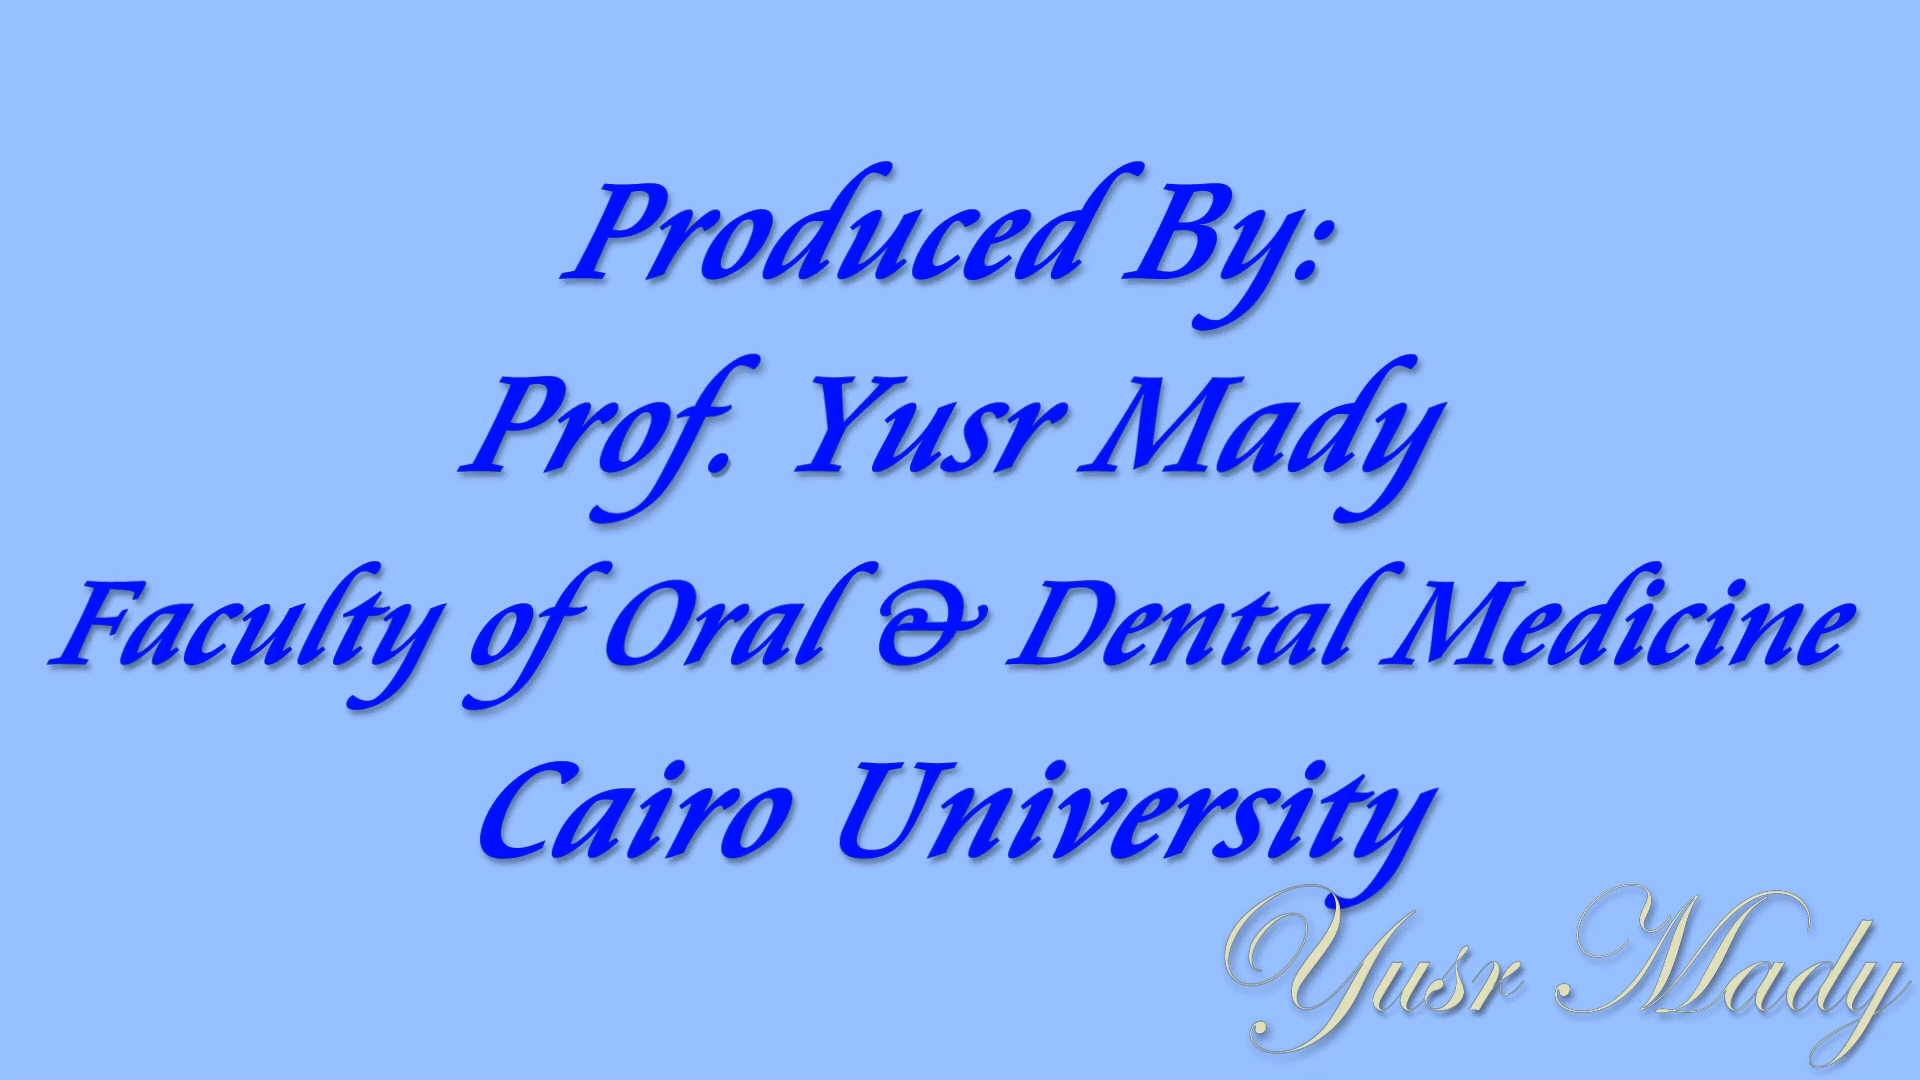 Produced By:
Prof. Yusr Mady
Faculty of Oral & Dental Medicine
Cairo University
Yusr Mady